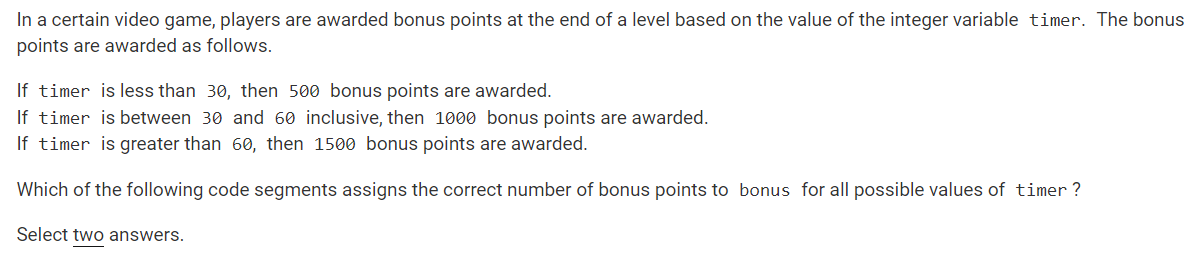 In a certain video game, players are awarded bonus points at the end of a level based on the value of the integer variable timer. The bonus
points are awarded as follows.
If timer is less than 30, then 500 bonus points are awarded.
If timer is between 30 and 60 inclusive, then 1000 bonus points are awarded.
If timer is greater than 60, then 1500 bonus points are awarded.
Which of the following code segments assigns the correct number of bonus points to bonus for all possible values of timer ?
Select two answers.